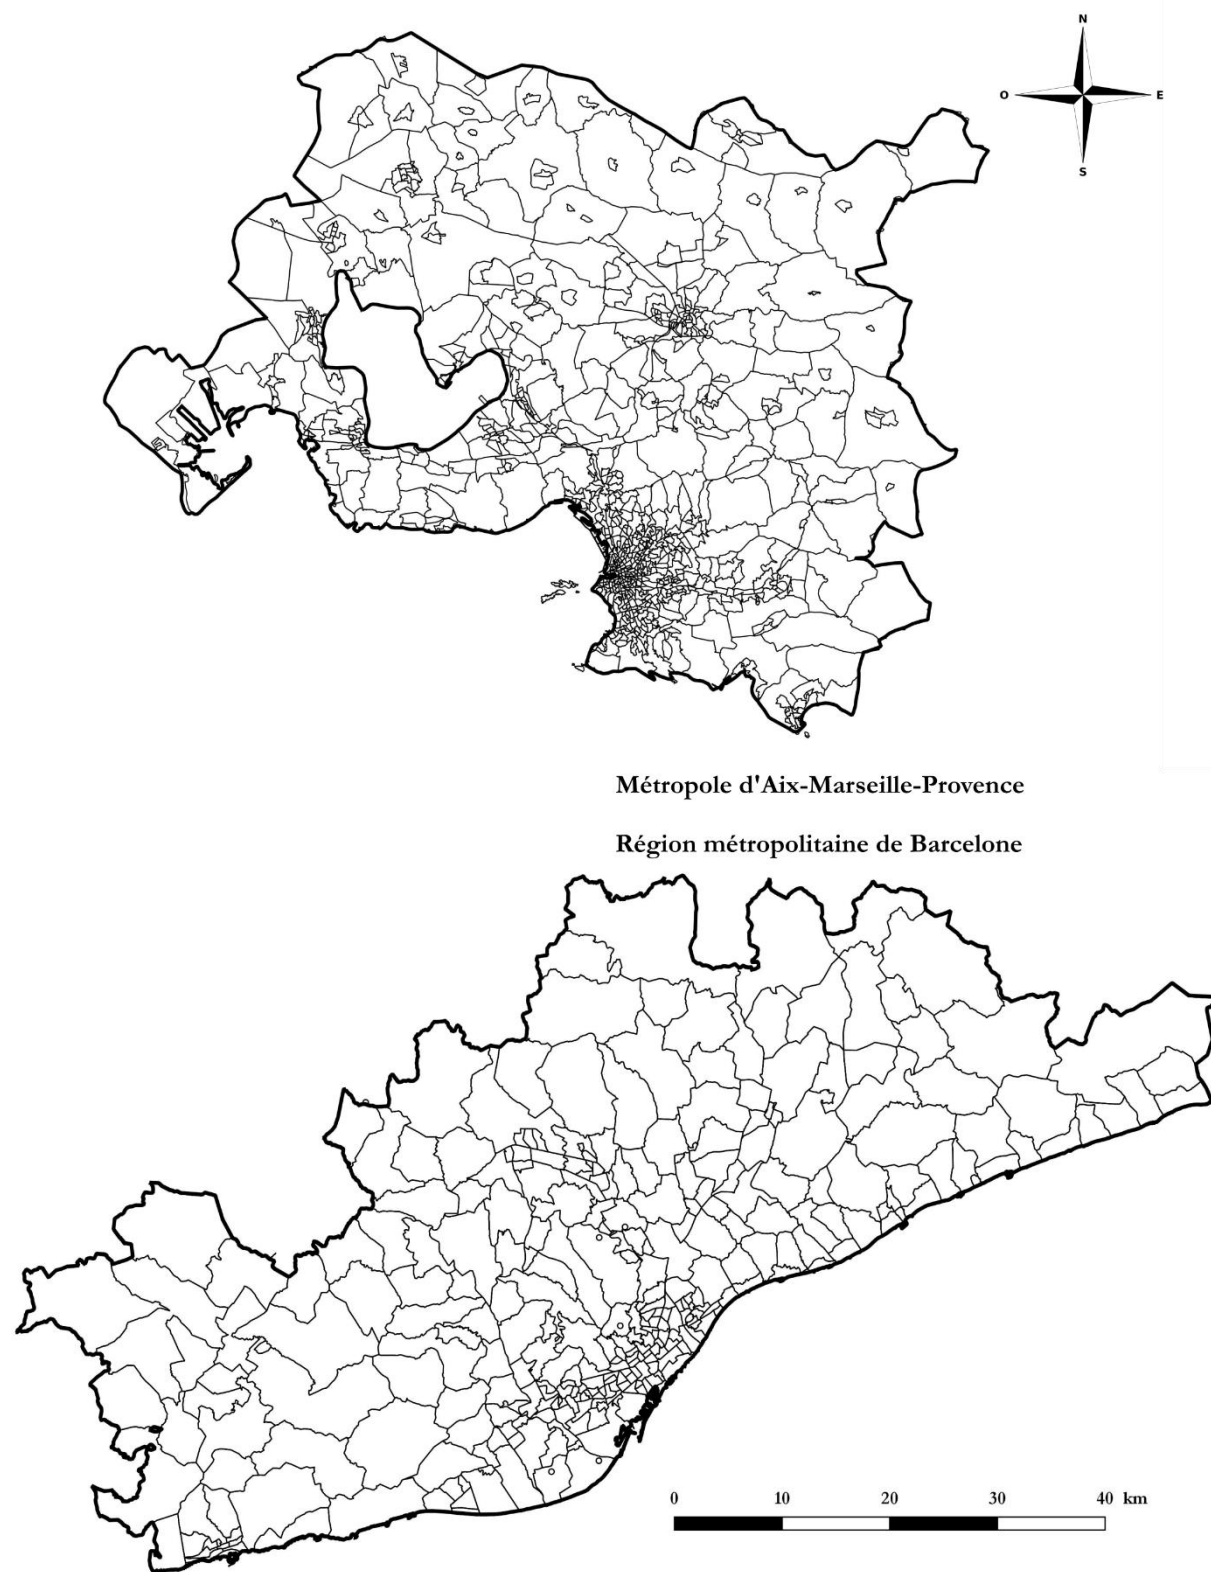 N
O E
S
Métropole d'Aix-Marseille-Provence
Région métropolitaine de Barcelone
0 10 20 30 40 km